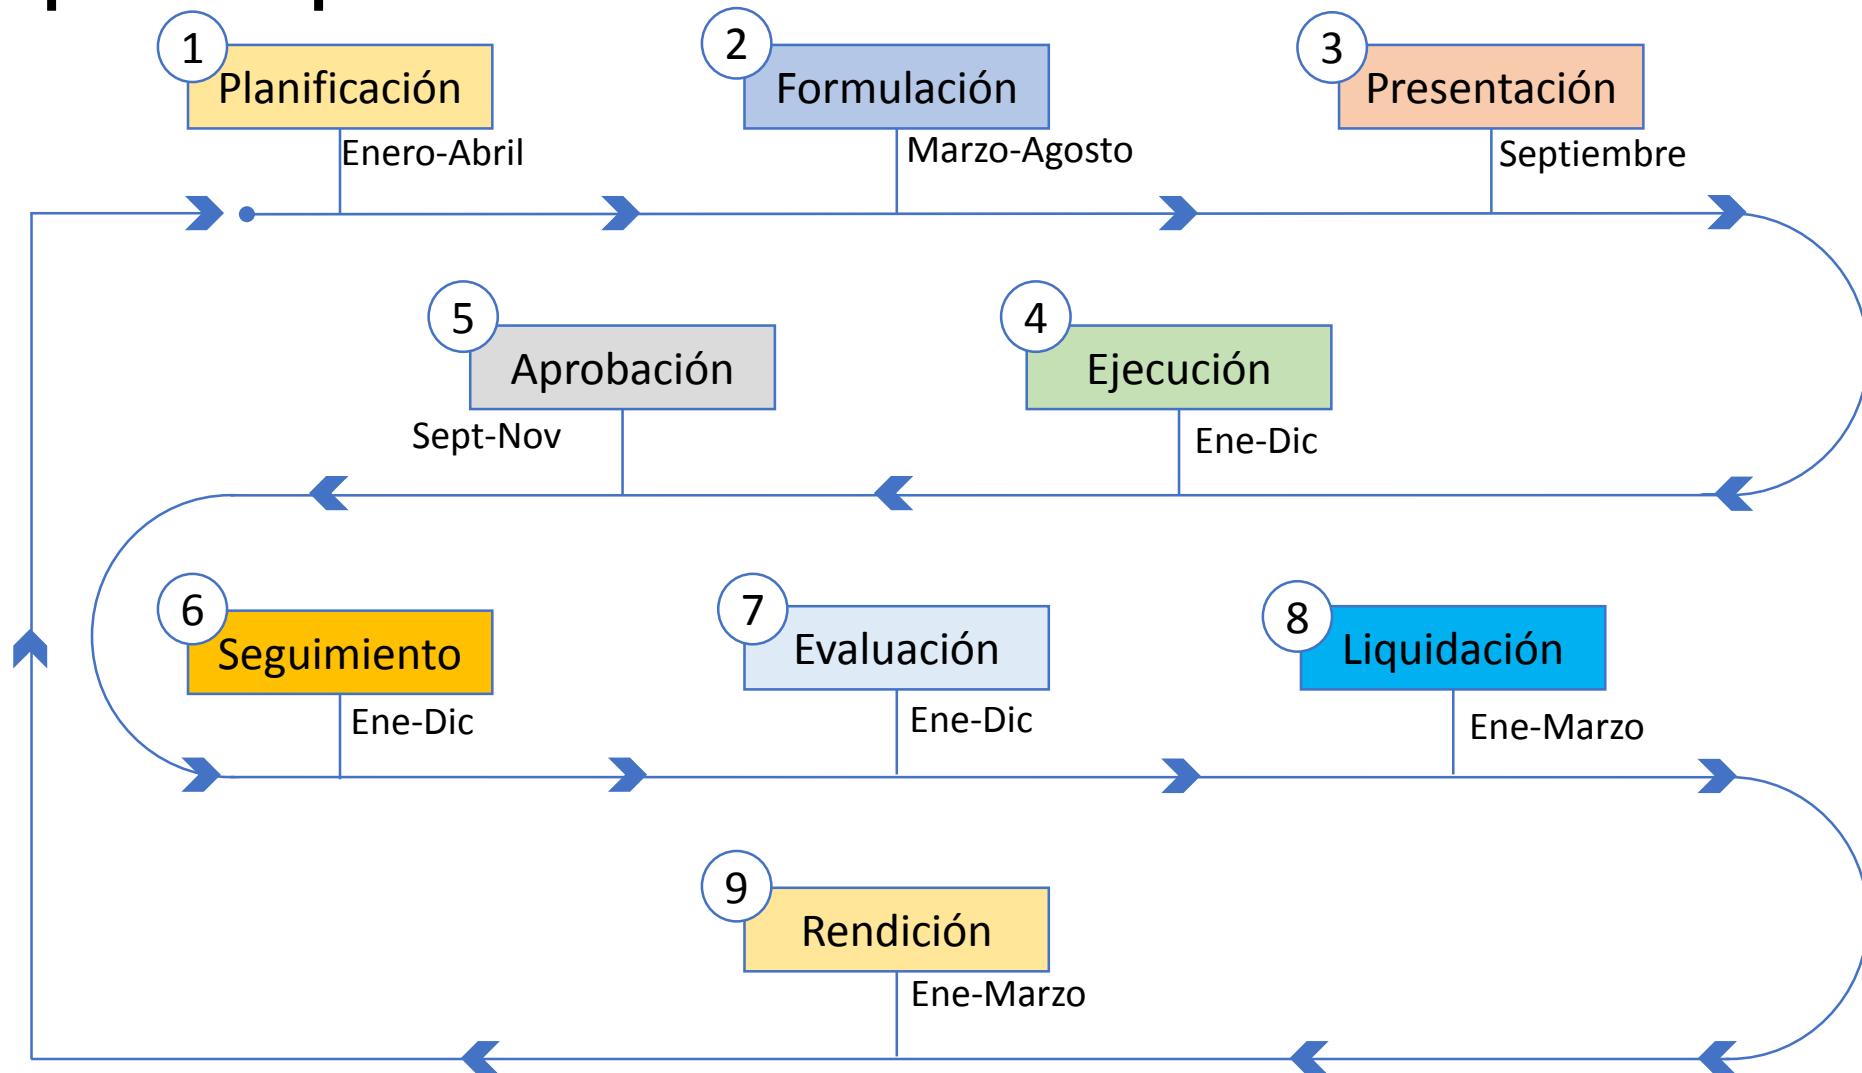 1
Planificación
Enero-Abril
2
Formulación
Marzo-Agosto
3
Presentación
Septiembre
4
Ejecución
Ene-Dic
5
Aprobación
Sept-Nov
6
Seguimiento
Ene-Dic
7
Evaluación
Ene-Dic
8
Liquidación
Ene-Marzo
9
Rendición
Ene-Marzo